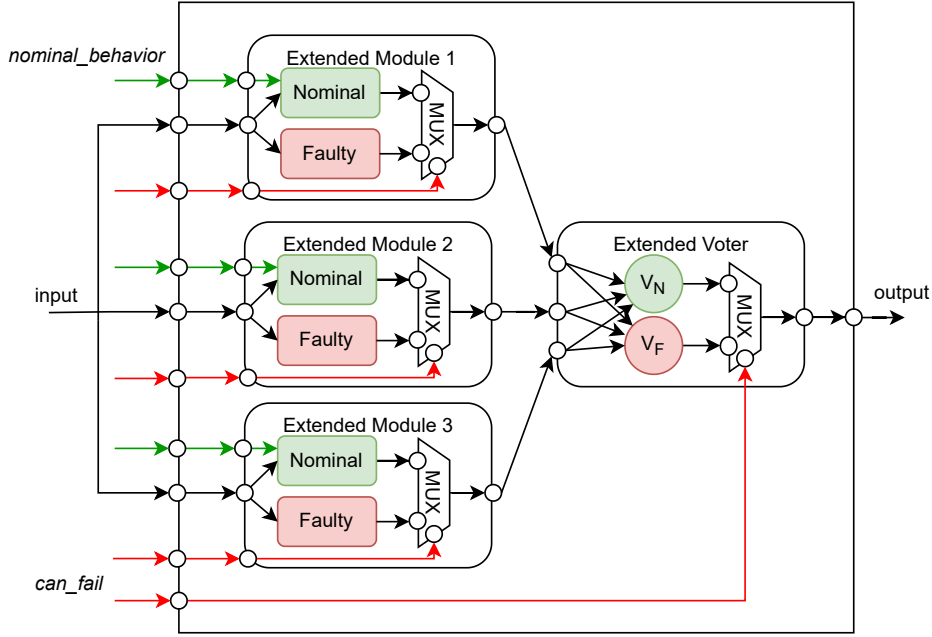 nominal_behavior
Extended Module 1
Nominal
Faulty
MUX
Extended Module 2
Nominal
Faulty
MUX
input
Extended Module 3
Nominal
Faulty
MUX
can_fail
Extended Voter
V_N
V_F
MUX
output